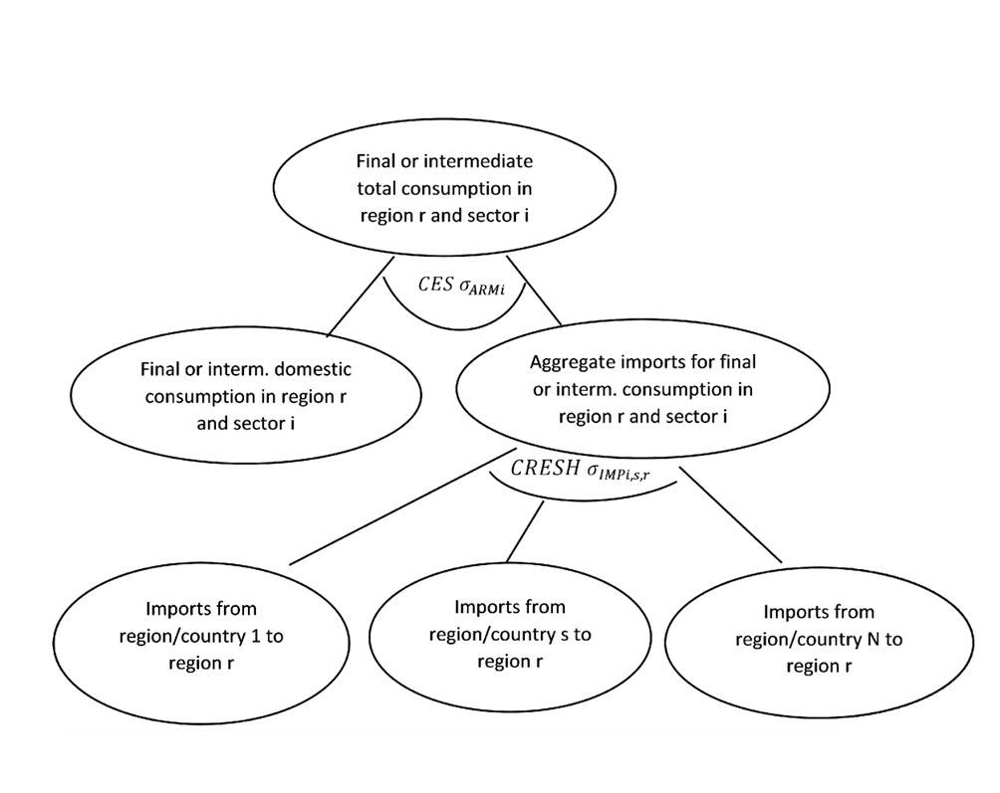 Final or intermediate
total consumption in
region r and sector i
CES σARMi
Final or interm. domestic
consumption in region r
and sector i
Aggregate imports for final
or interm. consumption in
region r and sector i
CRESH σIMPi,s,r
Imports from
region/country 1 to
region r
Imports from
region/country s to
region r
Imports from
region/country N to
region r